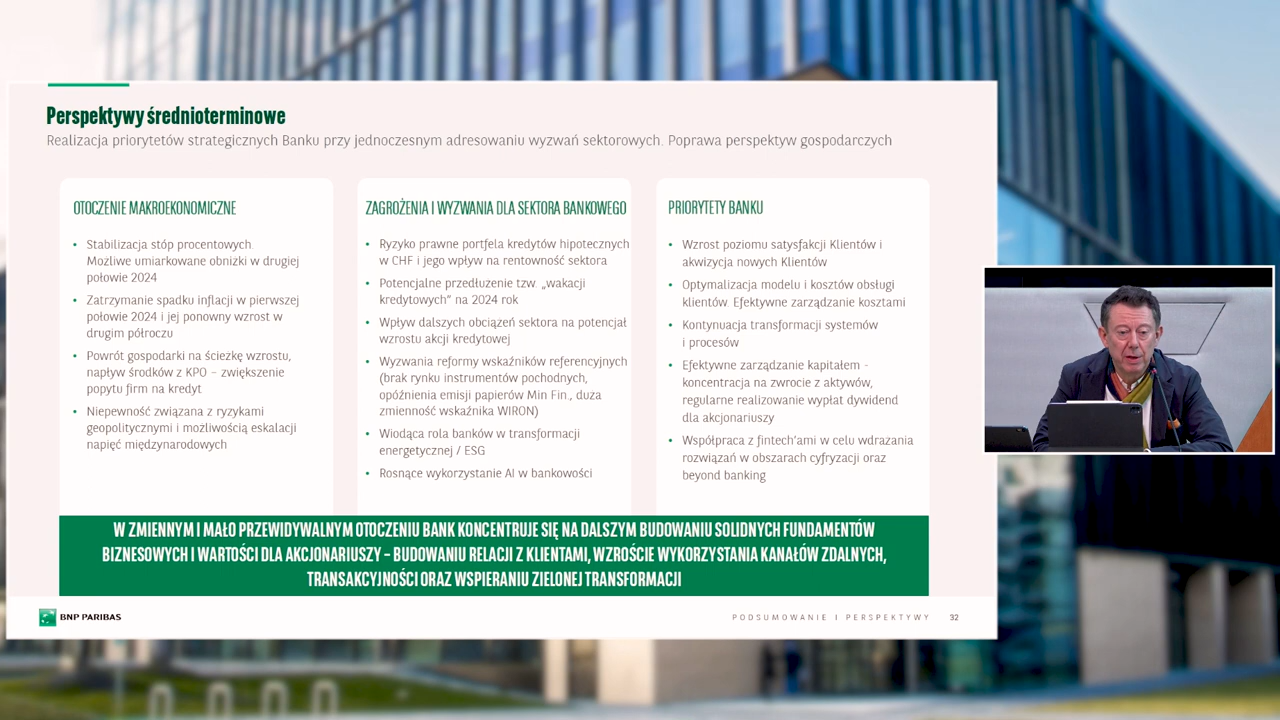 Perspektywy średnioterminowe
Realizacja priorytetów strategicznych Banku przy jednoczesnym adresowaniu wyzwań sektorowych. Poprawa perspektyw gospodarczych
OTOCZENIE MAKROEKONOMICZNE
• Stabilizacja stóp procentowych.
Możliwe umiarkowane obniżki w drugiej
połowie 2024
• Zatrzymanie spadku inflacji w pierwszej
połowie 2024 i jej ponowny wzrost w
drugim półroczu
• Powrót gospodarki na ścieżkę wzrostu,
napływ środków z KPO – zwiększenie
popytu firm na kredyt
• Niepewność związana z ryzykami
geopolitycznymi i możliwością eskalacji
napięć międzynarodowych
ZAGROŻENIA I WYZWANIA DLA SEKTORA BANKOWEGO
• Ryzyko prawne portfela kredytów hipotecznych
w CHF i jego wpływ na rentowność sektora
• Potencjalne przedłużenie tzw. „wakacji
kredytowych” na 2024 rok
• Wpływ dalszych obciążeń sektora na potencjał
wzrostu akcji kredytowej
• Wyzwania reformy wskaźników referencyjnych
(brak rynku instrumentów pochodnych,
opóźnienia emisji papierów Min Fin., duża
zmienność wskaźnika WIRON)
• Wiodąca rola banków w transformacji
energetycznej / ESG
• Rosnące wykorzystanie AI w bankowości
PRIORYTETY BANKU
• Wzrost poziomu satysfakcji Klientów i
akwizycja nowych Klientów
• Optymalizacja modelu i kosztów obsługi
klientów. Efektywne zarządzanie kosztami
• Kontynuacja transformacji systemów
i procesów
• Efektywne zarządzanie kapitałem -
koncentracja na zwrocie z aktywów,
regularne realizowanie wypłat dywidend
dla akcjonariuszy
• Współpraca z fintech'ami w celu wdrażania
rozwiązań w obszarach cyfryzacji oraz
beyond banking
W ZMIENNYM I MAŁO PRZEWIDYWALNYM OTOCZENIU BANK KONCENTRUJE SIĘ NA DALSZYM BUDOWANIU SOLIDNYCH FUNDAMENTÓW
BIZNESOWYCH I WARTOŚCI DLA AKCJONARIUSZY – BUDOWANIU RELACJI Z KLIENTAMI, WZROŚCIE WYKORZYSTANIA KANAŁÓW ZDALNYCH,
TRANSAKCYJNOŚCI ORAZ WSPIERANIU ZIELONEJ TRANSFORMACJI
BNP PARIBAS
PODSUMOWANIE I PERSPEKTYWY 32